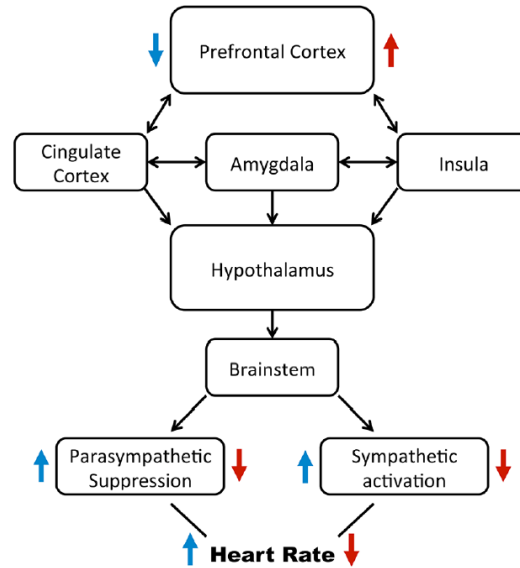 Prefrontal Cortex
Cingulate
Cortex
Amygdala
Insula
Hypothalamus
Brainstem
Parasympathetic
Suppression
Sympathetic
activation
Heart Rate